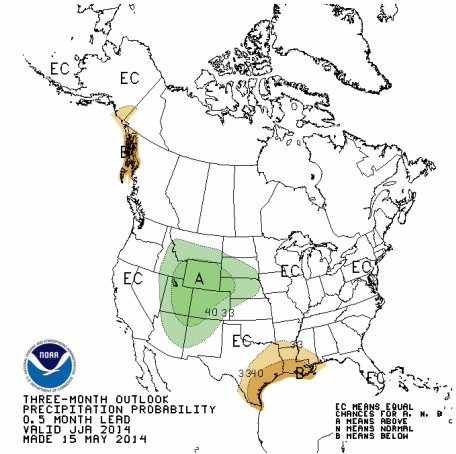 EC
EC
B
EC
A
EC
EC
40 33
EC
33
33 40
B
EC
NOAA
THREE-MONTH OUTLOOK
PRECIPITATION PROBABILITY
0.5 MONTH LEAD
VALID JJA 2014
MADE 15 MAY 2014
EC MEANS EQUAL
CHANCES FOR A, N, B
A MEANS ABOVE
N MEANS NORMAL
B MEANS BELOW